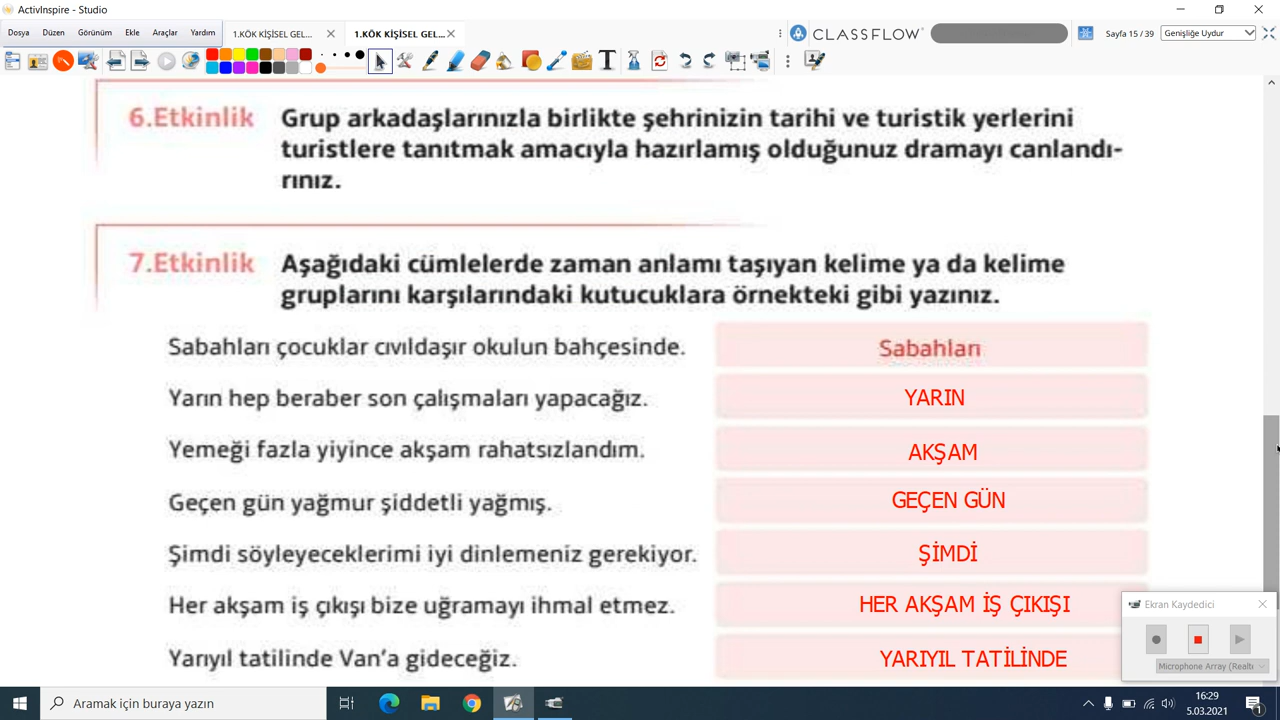 ActivInspire - Studio
Dosya Düzen Görünüm Ekle Araçlar Yardım
1.KÖK KİŞİSEL GEL...
1.KÖK KİŞİSEL GEL...
CLASSFLOW
Sayfa 15 / 39
Genişliğe Uydur
6.Etkinlik Grup arkadaşlarınızla birlikte şehrinizin tarihi ve turistik yerlerini
turistlere tanıtmak amacıyla hazırlamış olduğunuz dramayı canlandı-
rınız.
7.Etkinlik Aşağıdaki cümlelerde zaman anlamı taşıyan kelime ya da kelime
gruplarını karşılarındaki kutucuklara örnekteki gibi yazınız.
Sabahları çocuklar cıvıldaşır okulun bahçesinde. Sabahları
Yarın hep beraber son çalışmaları yapacağız. YARIN
Yemeği fazla yiyince akşam rahatsızlandım. AKŞAM
Geçen gün yağmur şiddetli yağmış. GEÇEN GÜN
Şimdi söyleyeceklerimi iyi dinlemeniz gerekiyor. ŞİMDİ
Her akşam iş çıkışı bize uğramayı ihmal etmez. HER AKŞAM İŞ ÇIKIŞI
Yarıyıl tatilinde Van'a gideceğiz. YARIYIL TATİLİNDE
Ekran Kaydedici
Microphone Array (Realte
Aramak için buraya yazın
16:29
5.03.2021
1